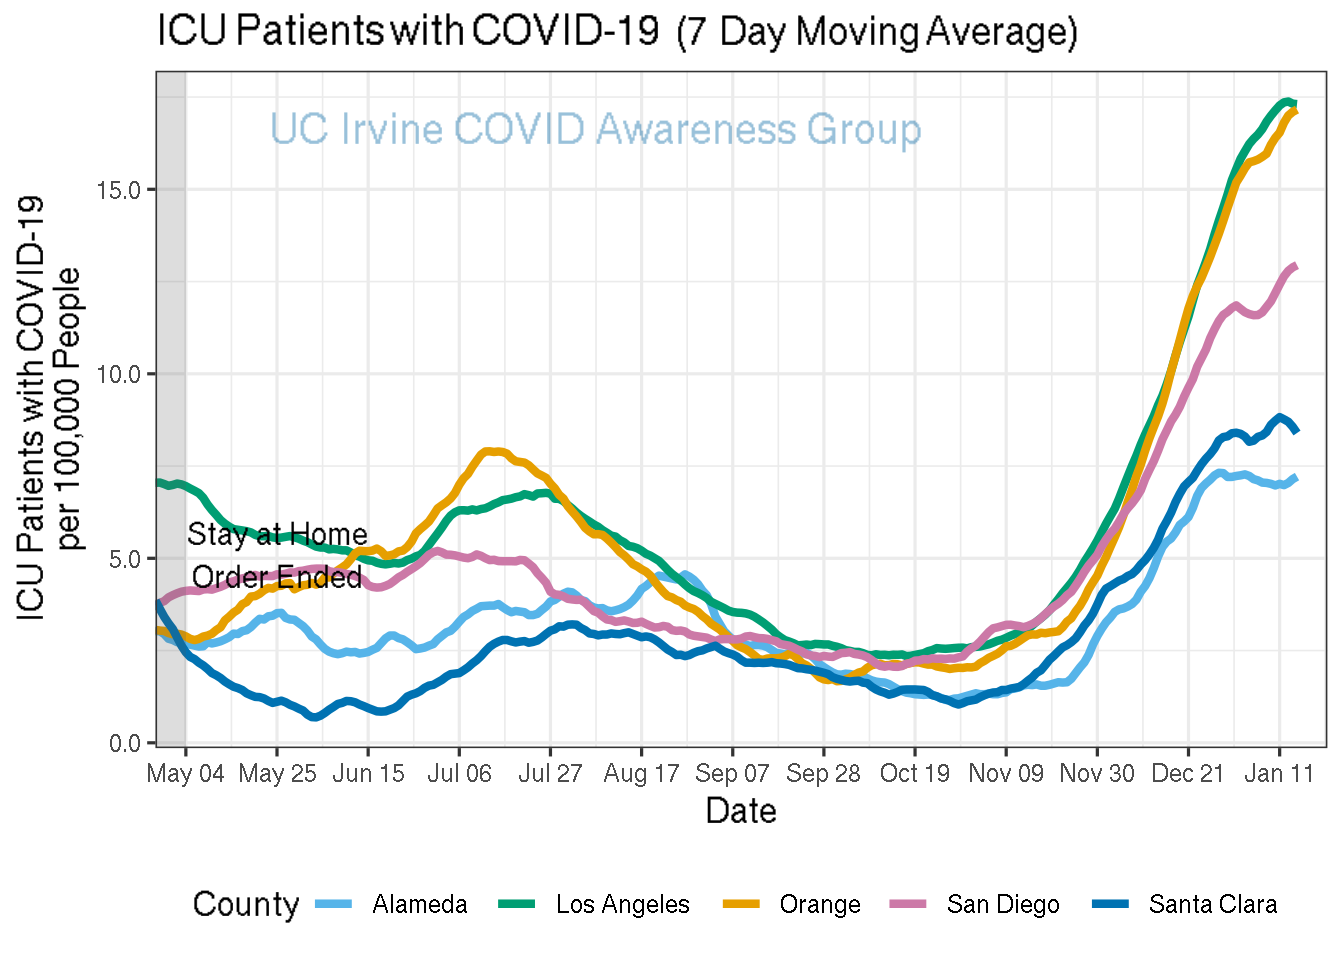 ICU Patients with COVID-19 (7 Day Moving Average)
UC Irvine COVID Awareness Group
ICU Patients with COVID-19
per 100,000 People
15.0
10.0
5.0
0.0
Stay at Home
Order Ended
May 04 May 25 Jun 15 Jul 06 Jul 27 Aug 17 Sep 07 Sep 28 Oct 19 Nov 09 Nov 30 Dec 21 Jan 11
Date
County Alameda Los Angeles Orange San Diego Santa Clara